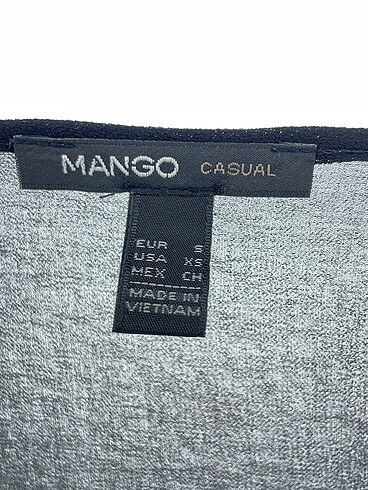 MANGO CASUAL
EUR S
USA XS
MEX CH
MADE IN
VIETNAM